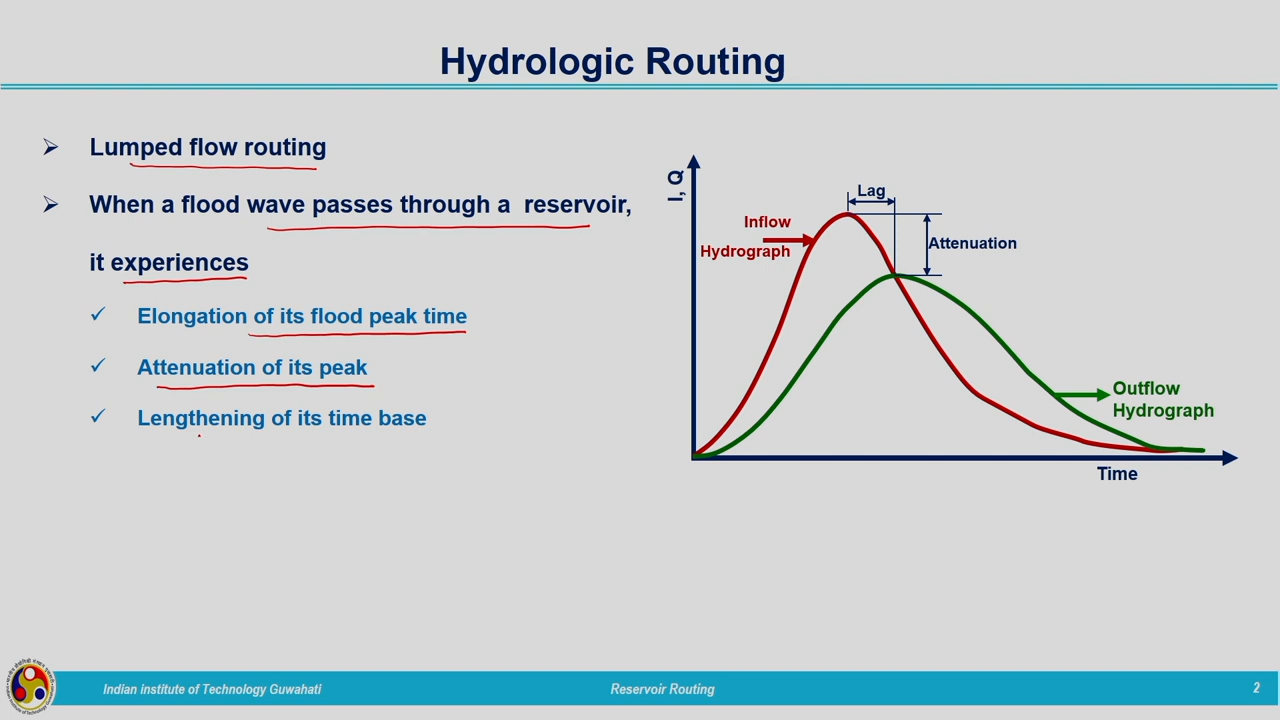 Hydrologic Routing
Lumped flow routing
When a flood wave passes through a reservoir,
it experiences
Elongation of its flood peak time
Attenuation of its peak
Lengthening of its time base
I, Q
Lag
Inflow
Hydrograph
Attenuation
Outflow
Hydrograph
Time
Indian institute of Technology Guwahati
Reservoir Routing
2